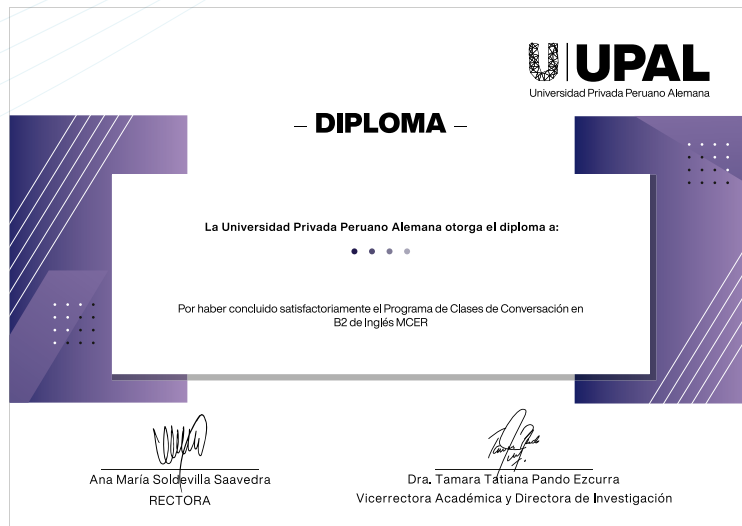 UPAL
Universidad Privada Peruano Alemana
– DIPLOMA –
La Universidad Privada Peruano Alemana otorga el diploma a:
Por haber concluido satisfactoriamente el Programa de Clases de Conversación en
B2 de Inglés MCER
Ana María Soldevilla Saavedra
RECTORA
Dra. Tamara Tatiana Pando Ezcurra
Vicerrectora Académica y Directora de Investigación